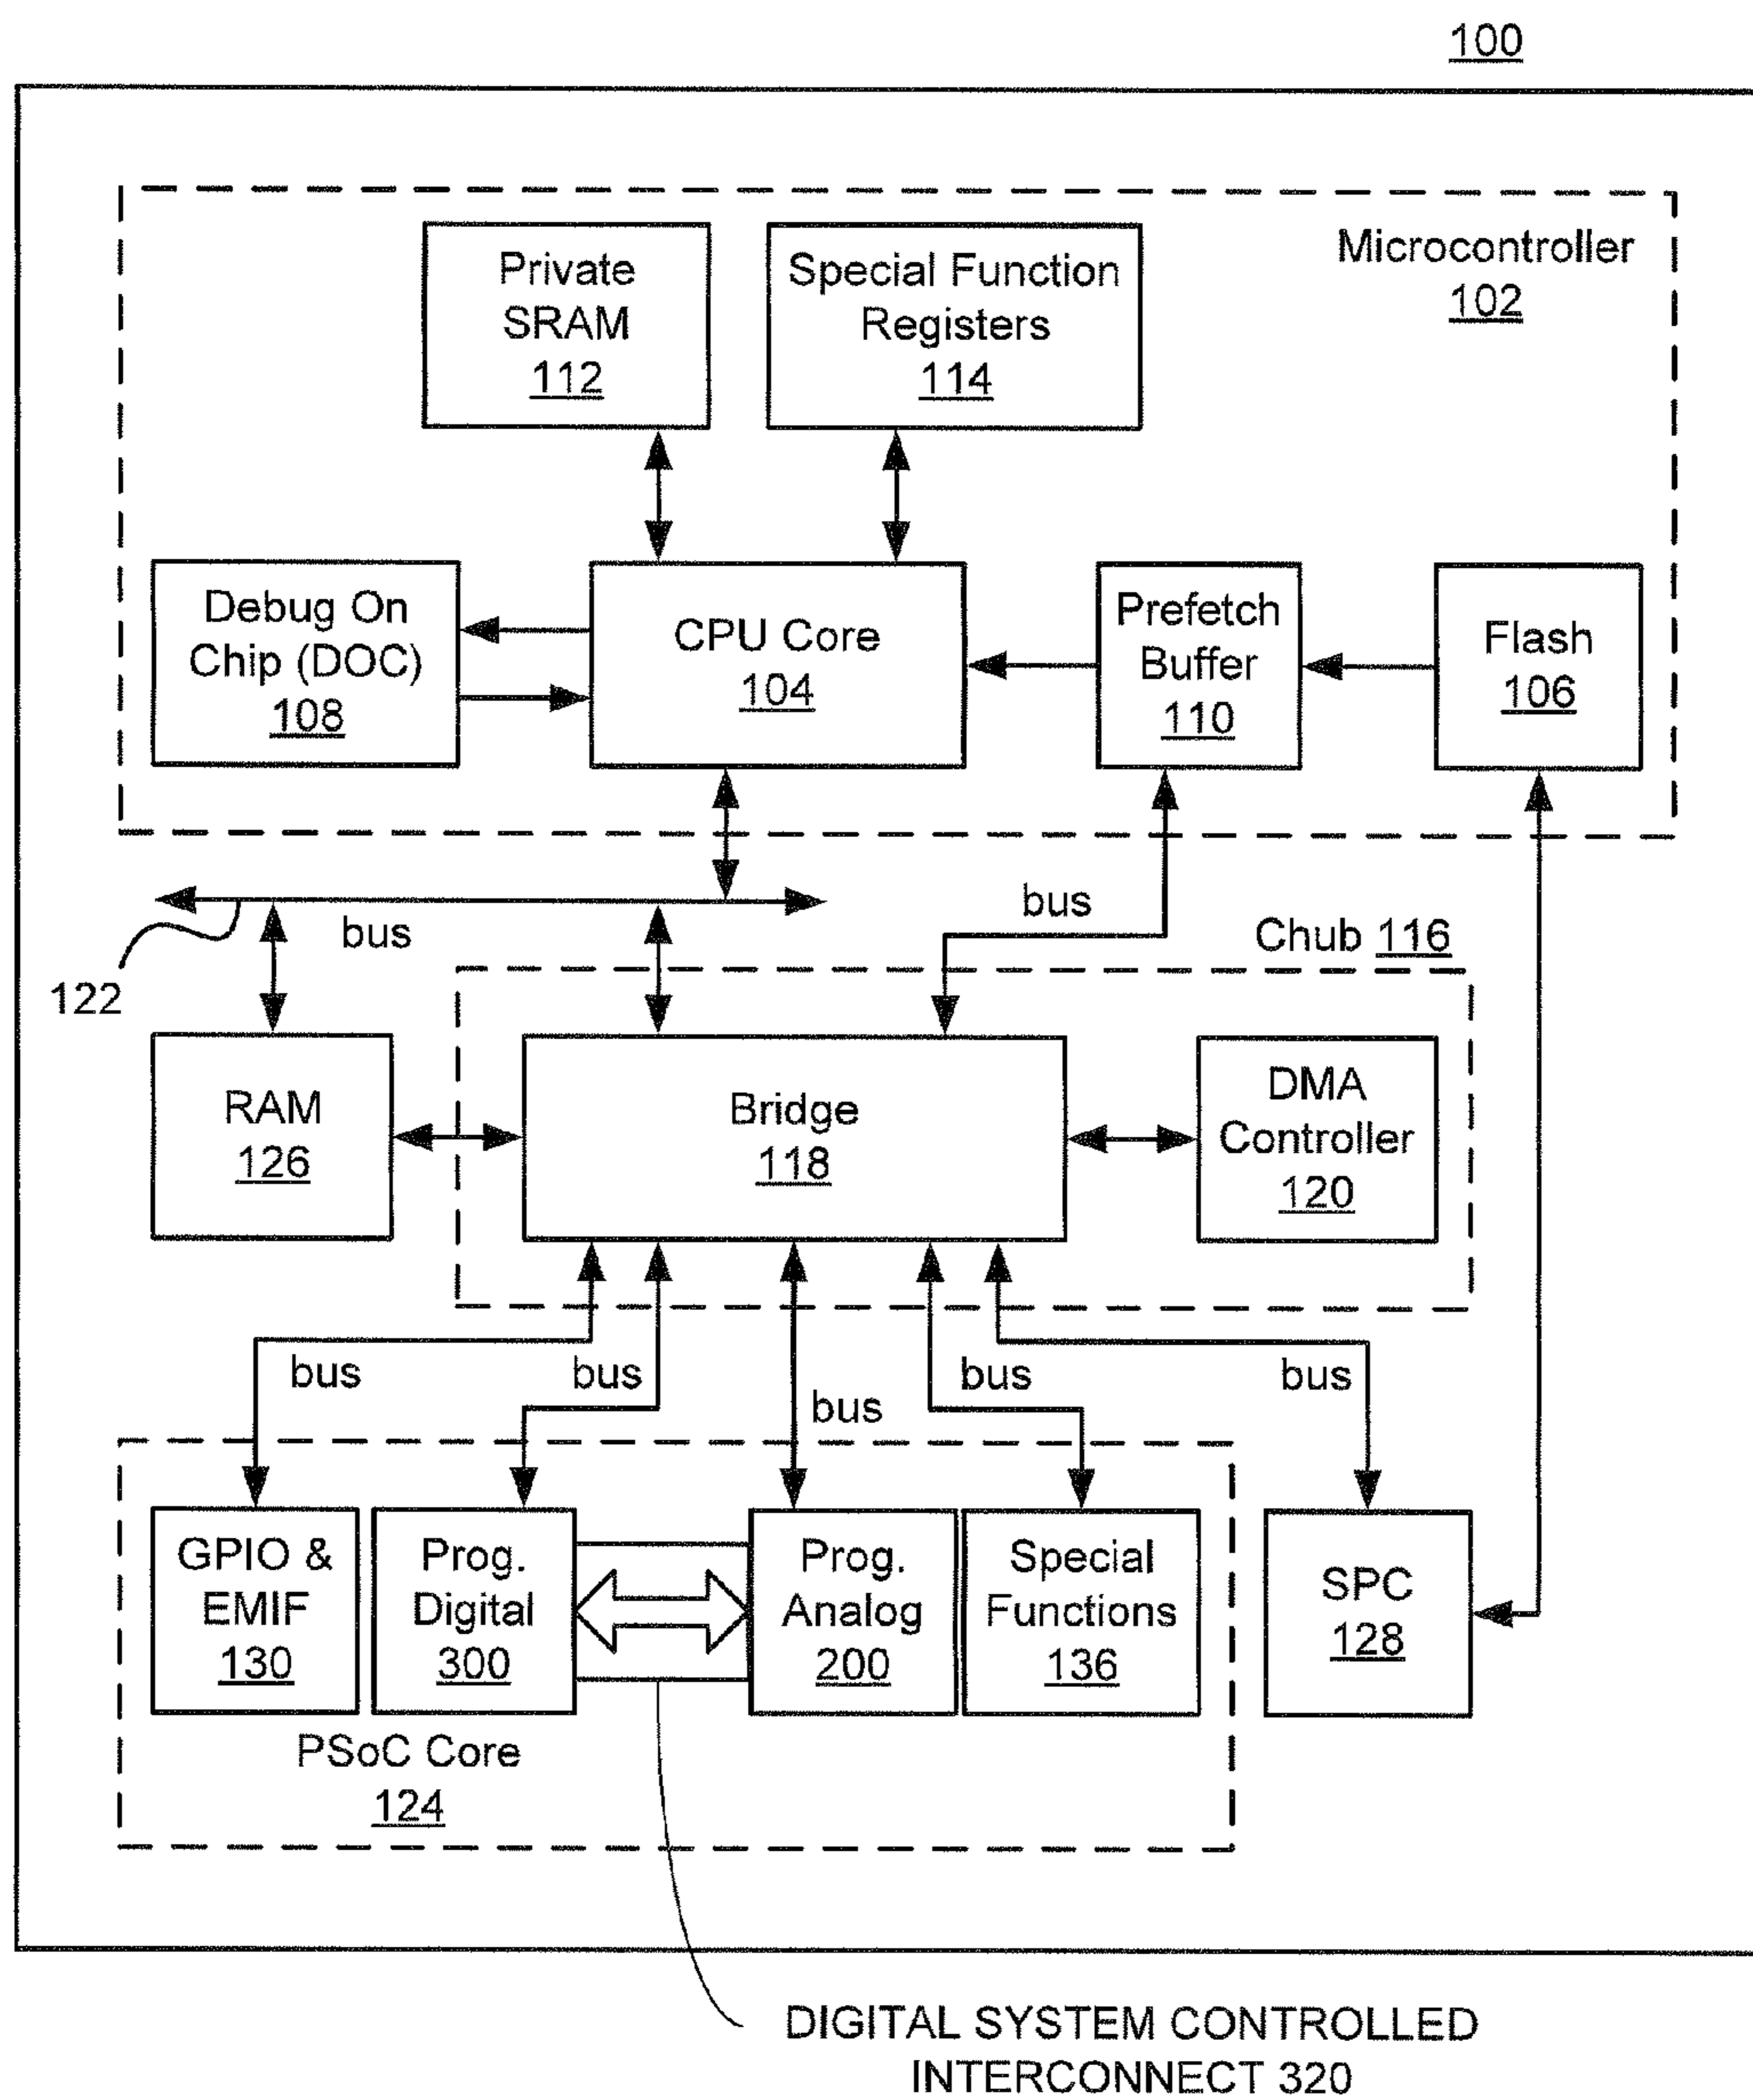 100
Microcontroller
102
Private
SRAM
112
Special Function
Registers
114
Debug On
Chip (DOC)
108
CPU Core
104
Prefetch
Buffer
110
Flash
106
bus
122
bus
Chub 116
RAM
126
Bridge
118
DMA
Controller
120
bus
bus
bus
bus
bus
GPIO &
EMIF
130
Prog.
Digital
300
Prog.
Analog
200
Special
Functions
136
SPC
128
PSoC Core
124
DIGITAL SYSTEM CONTROLLED
INTERCONNECT 320